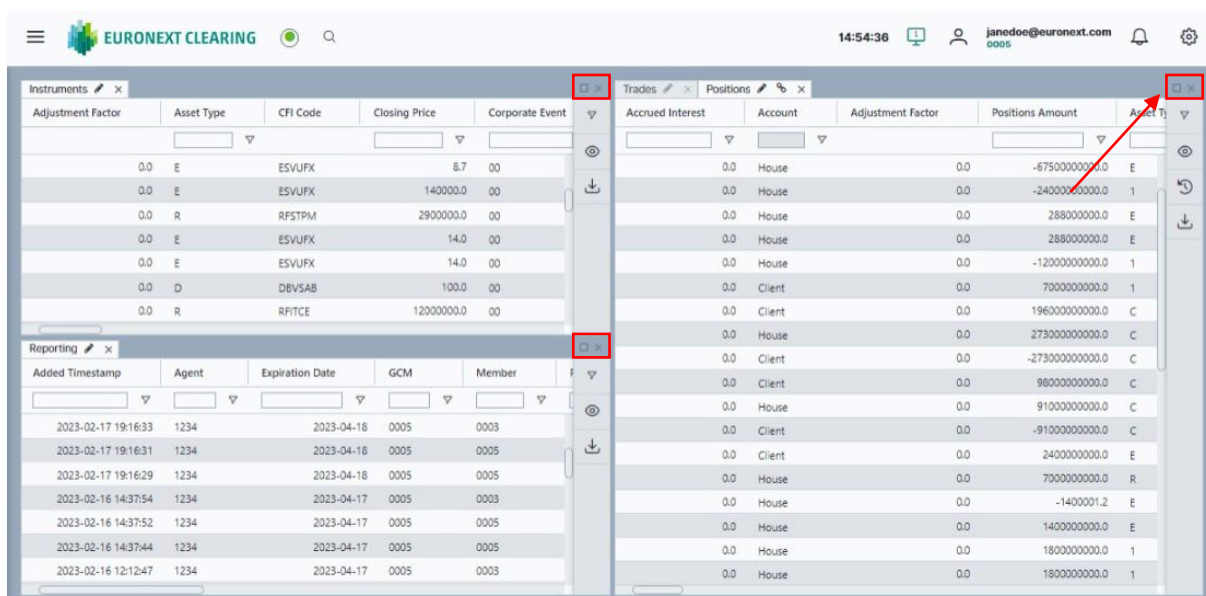 EURONEXT CLEARING
14:54:36
1
janedoe@euronext.com
0005
Instruments
Adjustment Factor Asset Type CFI Code Closing Price Corporate Event
0.0 E ESVUFX 8.7 00
0.0 E ESVUFX 140000.0 00
0.0 R RFSTPM 2900000.0 00
0.0 E ESVUFX 14.0 00
0.0 E ESVUFX 14.0 00
0.0 D DBVSAB 100.0 00
0.0 R RFITCE 12000000.0 00
Reporting
Added Timestamp Agent Expiration Date GCM Member
2023-02-17 19:16:33 1234 2023-04-18 0005 0003
2023-02-17 19:16:31 1234 2023-04-18 0005 0005
2023-02-17 19:16:29 1234 2023-04-18 0005 0005
2023-02-16 14:37:54 1234 2023-04-17 0005 0003
2023-02-16 14:37:52 1234 2023-04-17 0005 0005
2023-02-16 14:37:44 1234 2023-04-17 0005 0005
2023-02-16 12:12:47 1234 2023-04-17 0005 0003
Trades Positions
Accrued Interest Account Adjustment Factor Positions Amount Asset Ty
0.0 House 0.0 -67500000000.0 E
0.0 House 0.0 -24000000000.0 1
0.0 House 0.0 288000000.0 E
0.0 House 0.0 288000000.0 E
0.0 House 0.0 -12000000000.0 1
0.0 Client 0.0 7000000000.0 1
0.0 Client 0.0 196000000000.0 C
0.0 House 0.0 273000000000.0 C
0.0 Client 0.0 -273000000000.0 C
0.0 Client 0.0 98000000000.0 C
0.0 House 0.0 91000000000.0 C
0.0 Client 0.0 -91000000000.0 C
0.0 Client 0.0 2400000000.0 E
0.0 House 0.0 7000000000.0 R
0.0 House 0.0 -1400001.2 E
0.0 House 0.0 1400000000.0 E
0.0 House 0.0 1800000000.0 1
0.0 House 0.0 1800000000.0 1